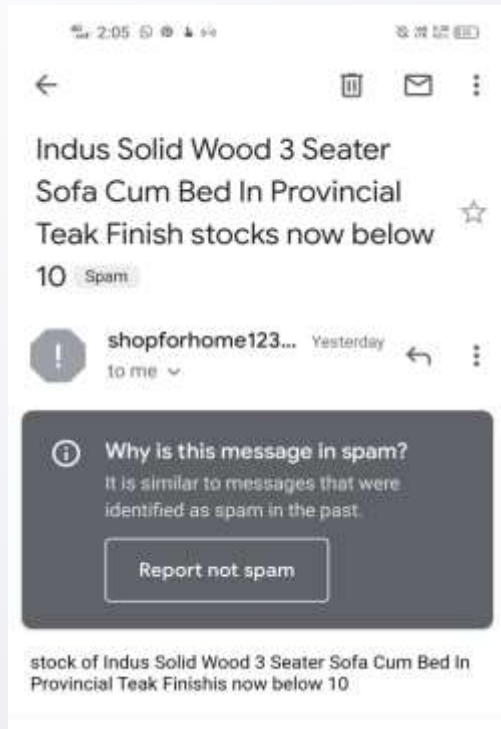 2:05
Indus Solid Wood 3 Seater
Sofa Cum Bed In Provincial
Teak Finish stocks now below
10 Spam
shopforhome123... Yesterday
to me
Why is this message in spam?
It is similar to messages that were
identified as spam in the past.
Report not spam
stock of Indus Solid Wood 3 Seater Sofa Cum Bed In
Provincial Teak Finishis now below 10